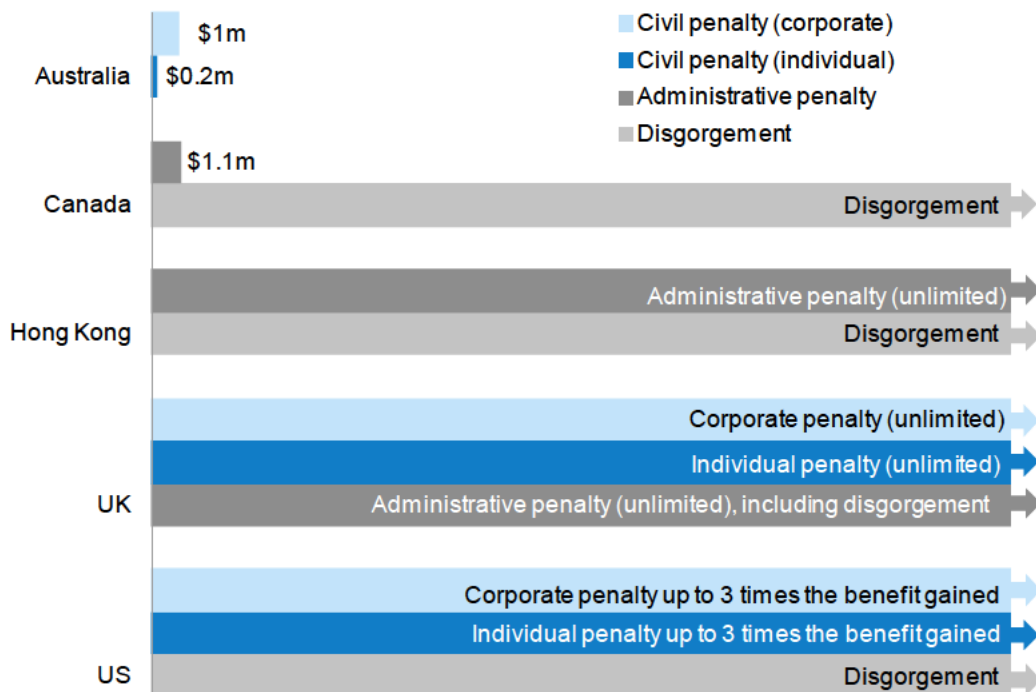 Civil penalty (corporate)
Civil penalty (individual)
Administrative penalty
Disgorgement
$1m
Australia
$0.2m
$1.1m
Canada
Disgorgement
Administrative penalty (unlimited)
Hong Kong
Disgorgement
Corporate penalty (unlimited)
Individual penalty (unlimited)
UK
Administrative penalty (unlimited), including disgorgement
Corporate penalty up to 3 times the benefit gained
Individual penalty up to 3 times the benefit gained
US
Disgorgement